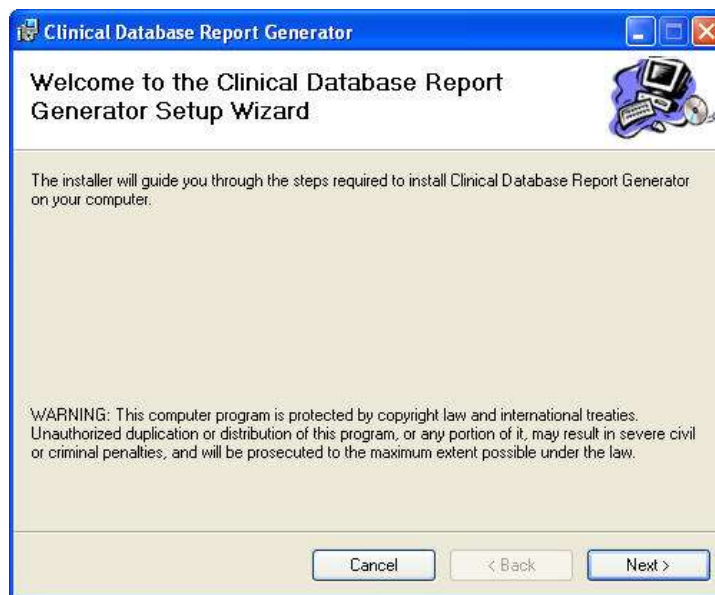 Clinical Database Report Generator
Welcome to the Clinical Database Report
Generator Setup Wizard
The installer will guide you through the steps required to install Clinical Database Report Generator
on your computer.
WARNING: This computer program is protected by copyright law and international treaties.
Unauthorized duplication or distribution of this program, or any portion of it, may result in severe civil
or criminal penalties, and will be prosecuted to the maximum extent possible under the law.
Cancel
< Back
Next >